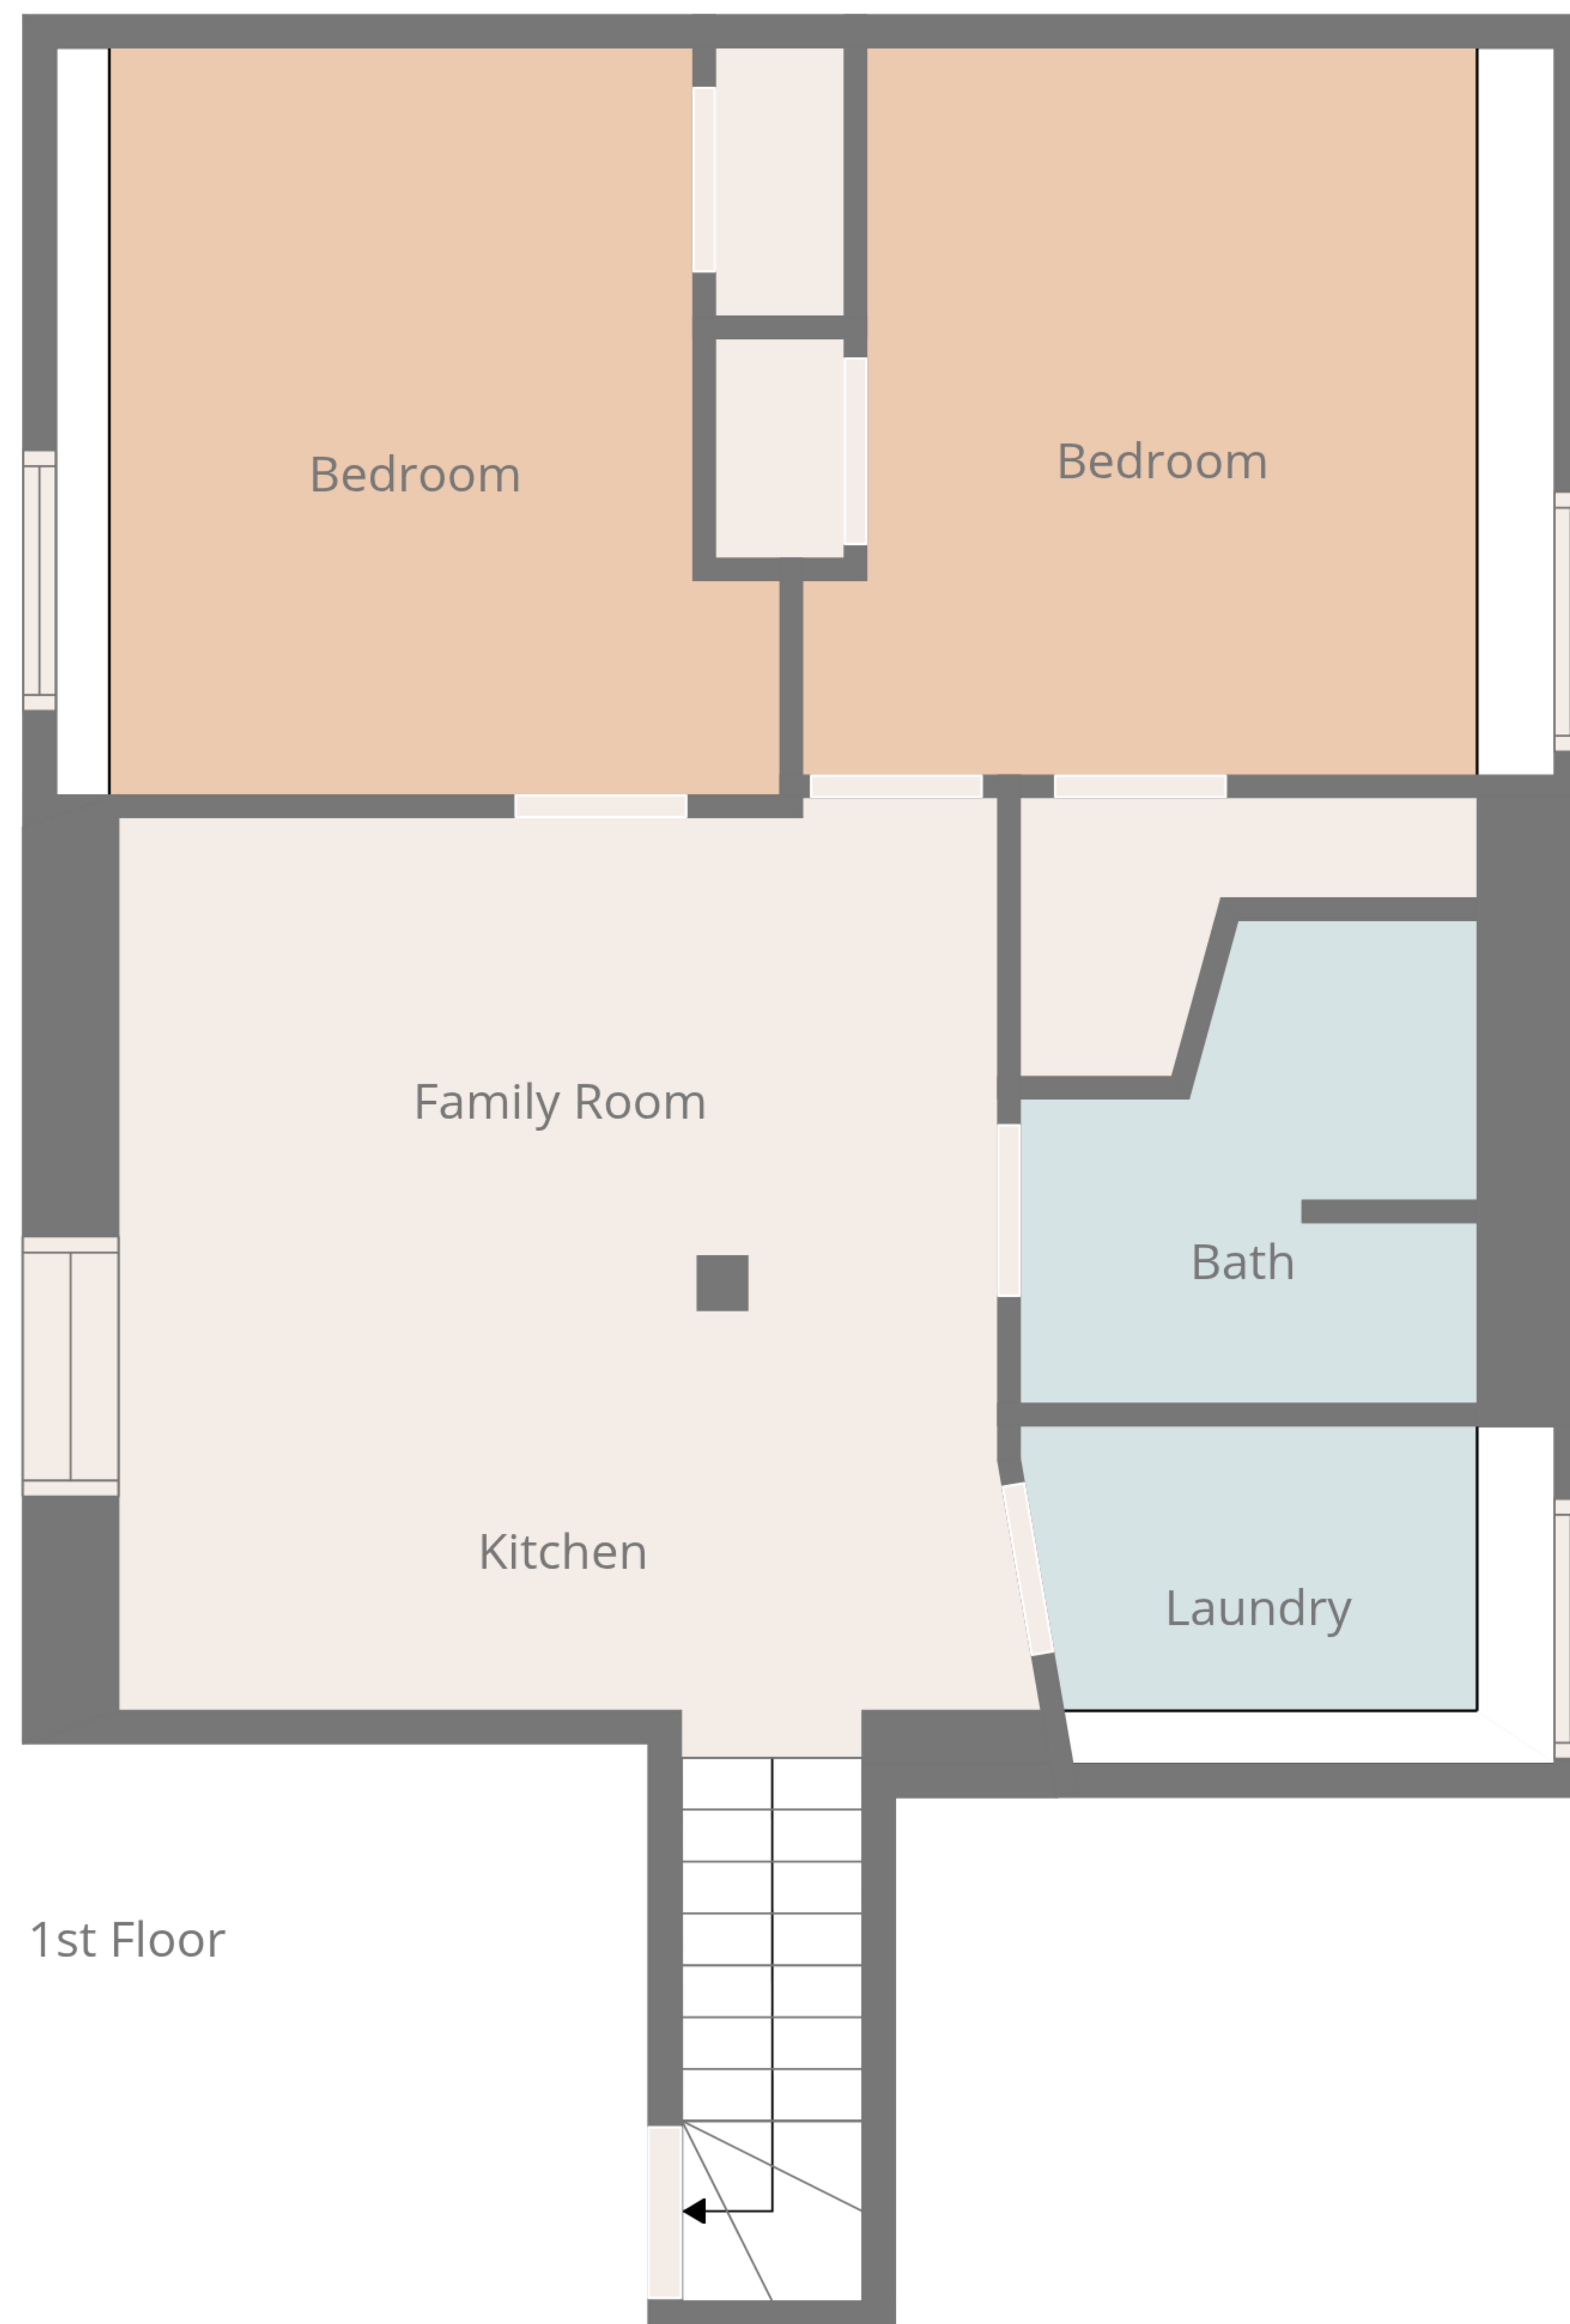 Bedroom
Bedroom
Family Room
Bath
Kitchen
Laundry
1st Floor